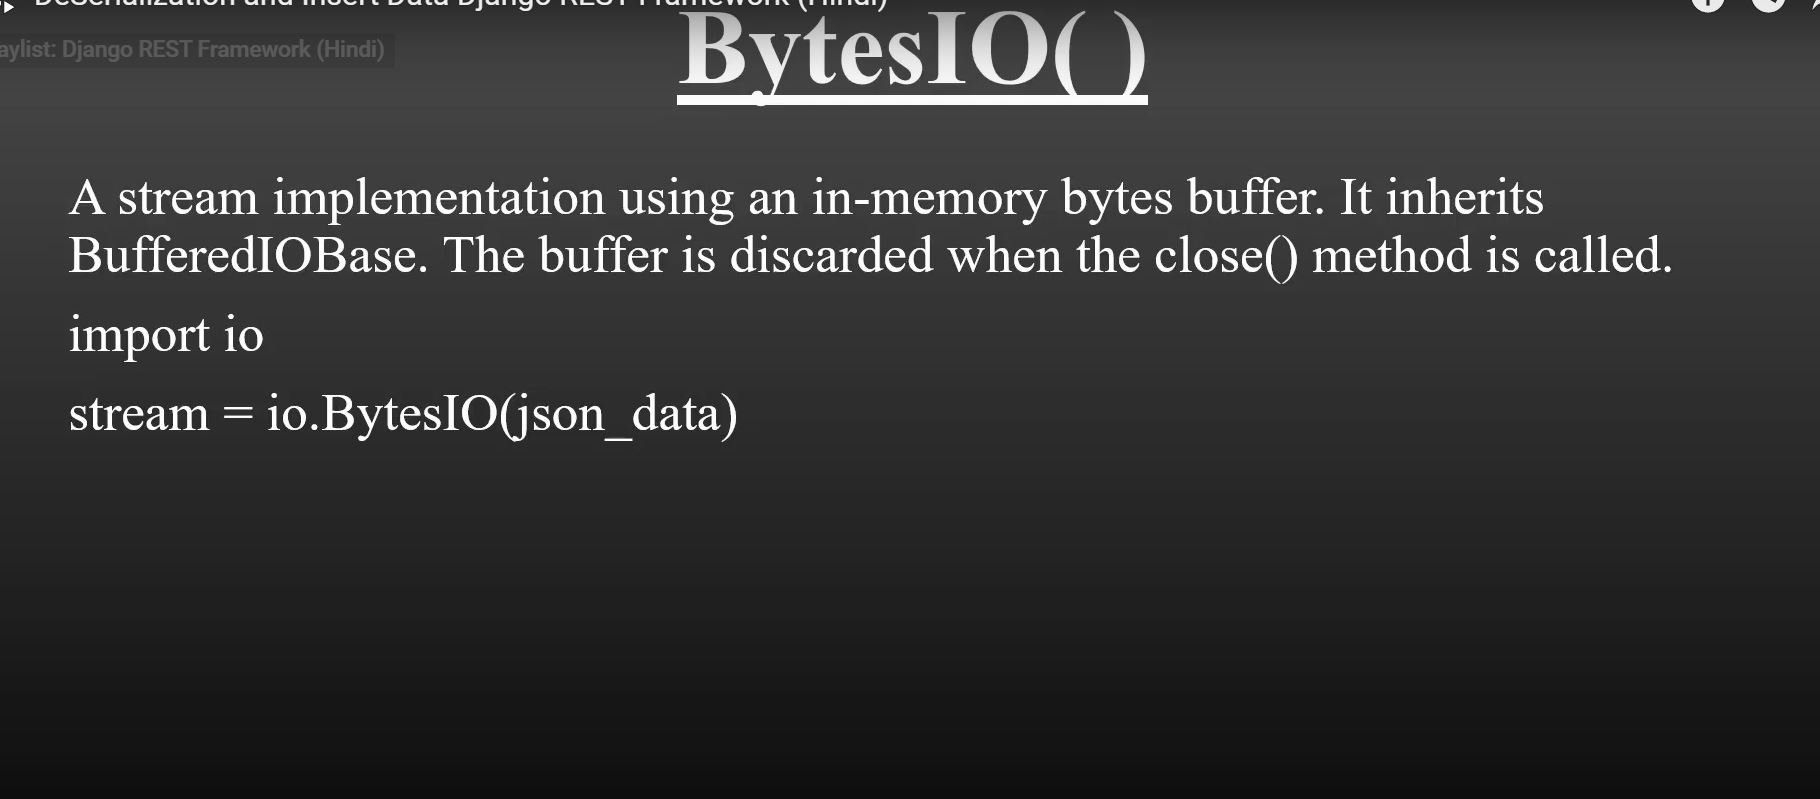 DeSerialization and Insert Data Django REST Framework (Hindi)
aylist: Django REST Framework (Hindi)
BytesIO( )
A stream implementation using an in-memory bytes buffer. It inherits
BufferedIOBase. The buffer is discarded when the close() method is called.
import io
stream = io.BytesIO(json_data)